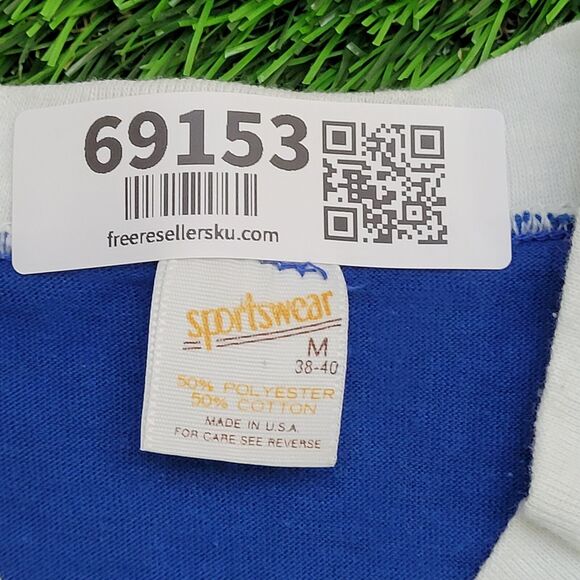 69153
freeresellersku.com
sportswear
M
38-40
50% POLYESTER
50% COTTON
MADE IN U.S.A.
FOR CARE SEE REVERSE